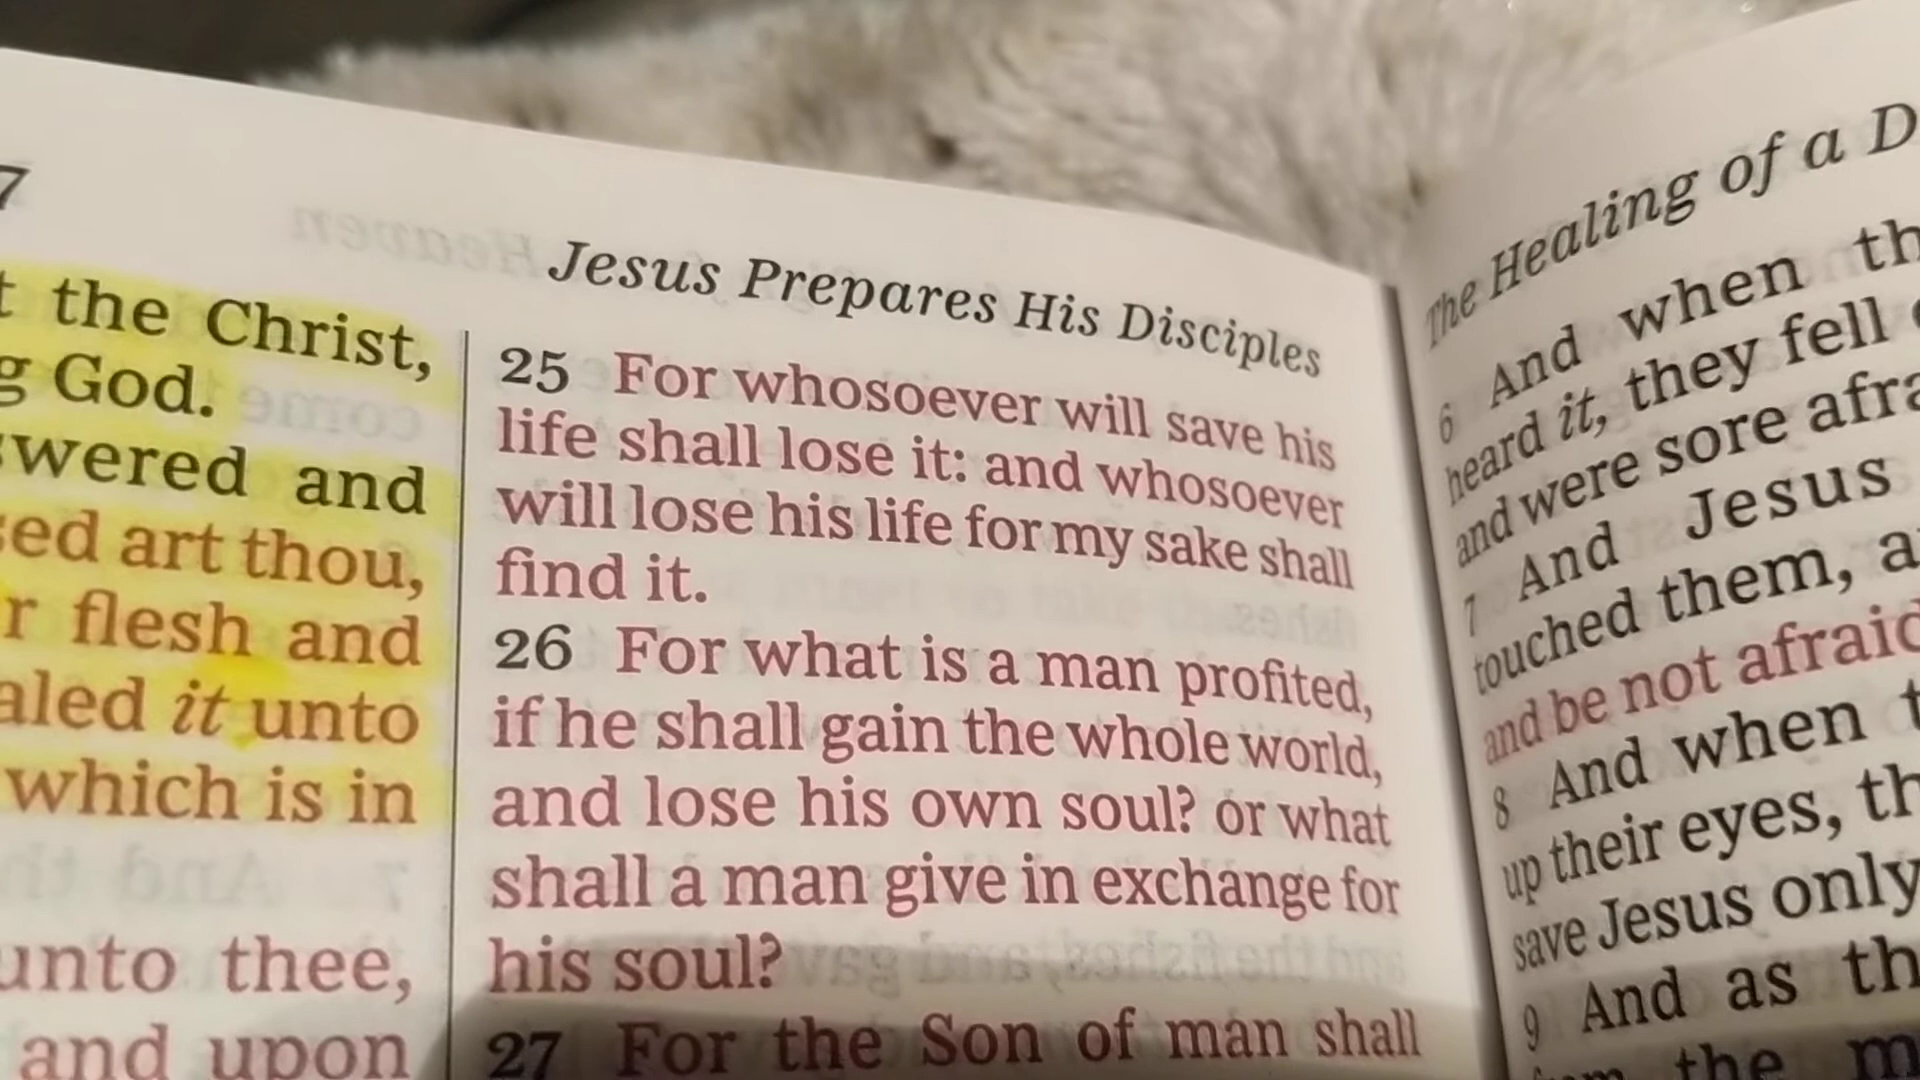 7
Jesus Prepares His Disciples
t the Christ,
g God.
swered and
sed art thou,
r flesh and
aled it unto
which is in
unto thee,
and upon
25 For whosoever will save his
life shall lose it: and whosoever
will lose his life for my sake shall
find it.
26 For what is a man profited,
if he shall gain the whole world,
and lose his own soul? or what
shall a man give in exchange for
his soul?
27 For the Son of man shall
The Healing of a D
6 And when th
heard it, they fell
and were sore afra
7 And Jesus
touched them, a
and be not afraid
8 And when t
up their eyes, th
save Jesus only
9 And as th
from the m